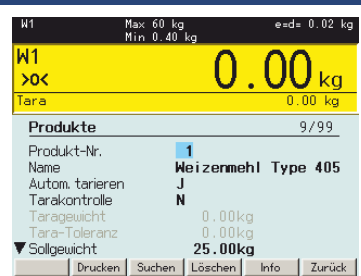 W1 Max 60 kg e=d= 0.02 kg
Min 0.40 kg
W1
>0< 0.00 kg
Tara 0.00 kg
Produkte 9/99
Produkt-Nr. 1
Name Weizenmehl Type 405
Autom. tarieren J
Tarakontrolle N
Taragewicht 0.00kg
Tara-Toleranz 0.00kg
▼ Sollgewicht 25.00kg
Drucken Suchen Löschen Info Zurück